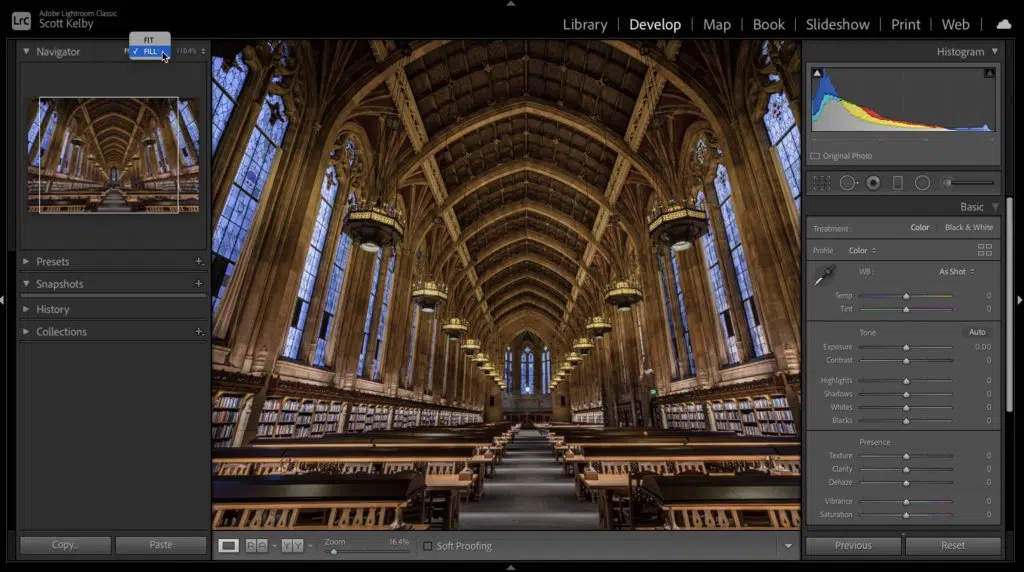 LrC
Adobe Lightroom Classic
Scott Kelby
Library | Develop | Map | Book | Slideshow | Print | Web
Navigator
FIT
✓ FILL
110.4%
Presets
Snapshots
History
Collections
Copy...
Paste
Zoom
16.4%
Soft Proofing
Histogram
Original Photo
Basic
Treatment :
Color
Black & White
Profile
Color
WB :
As Shot
Temp
0
Tint
0
Tone
Auto
Exposure
0.00
Contrast
0
Highlights
0
Shadows
0
Whites
0
Blacks
0
Presence
Texture
0
Clarity
0
Dehaze
0
Vibrance
0
Saturation
0
Previous
Reset